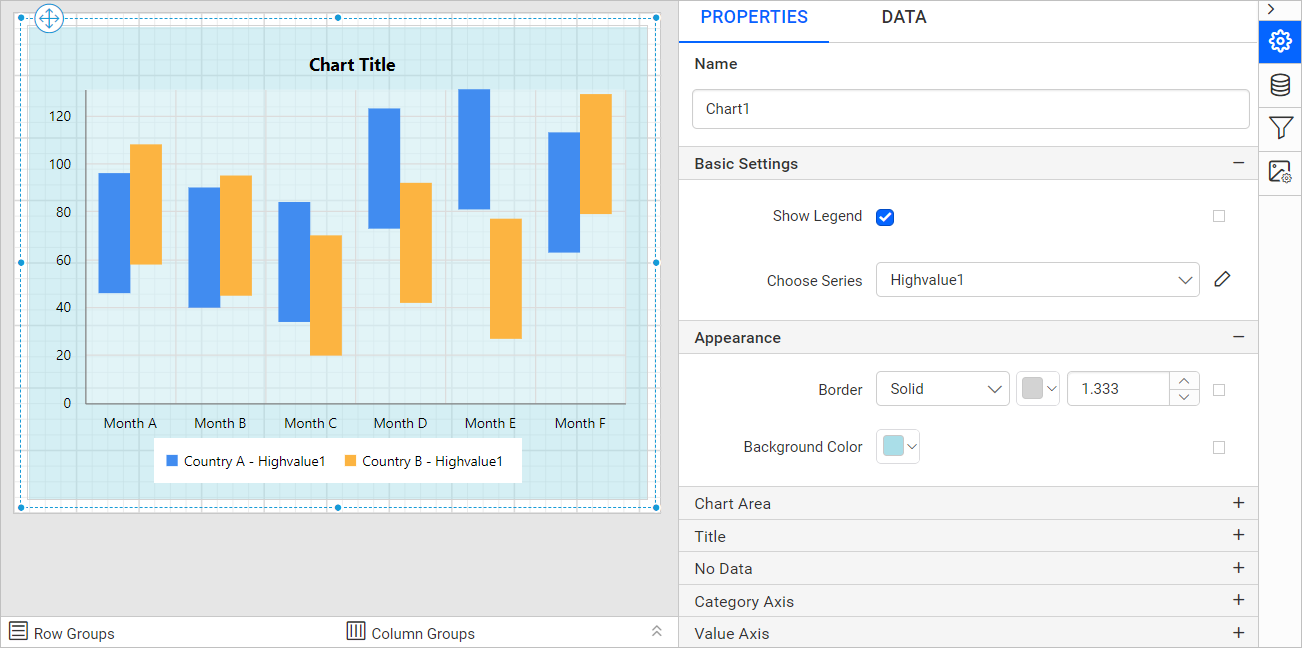 Chart Title
120
100
80
60
40
20
0
Month A Month B Month C Month D Month E Month F
Country A - Highvalue1 Country B - Highvalue1
Row Groups Column Groups
PROPERTIES DATA
Name
Chart1
Basic Settings
Show Legend
Choose Series Highvalue1
Appearance
Border Solid 1.333
Background Color
Chart Area
Title
No Data
Category Axis
Value Axis